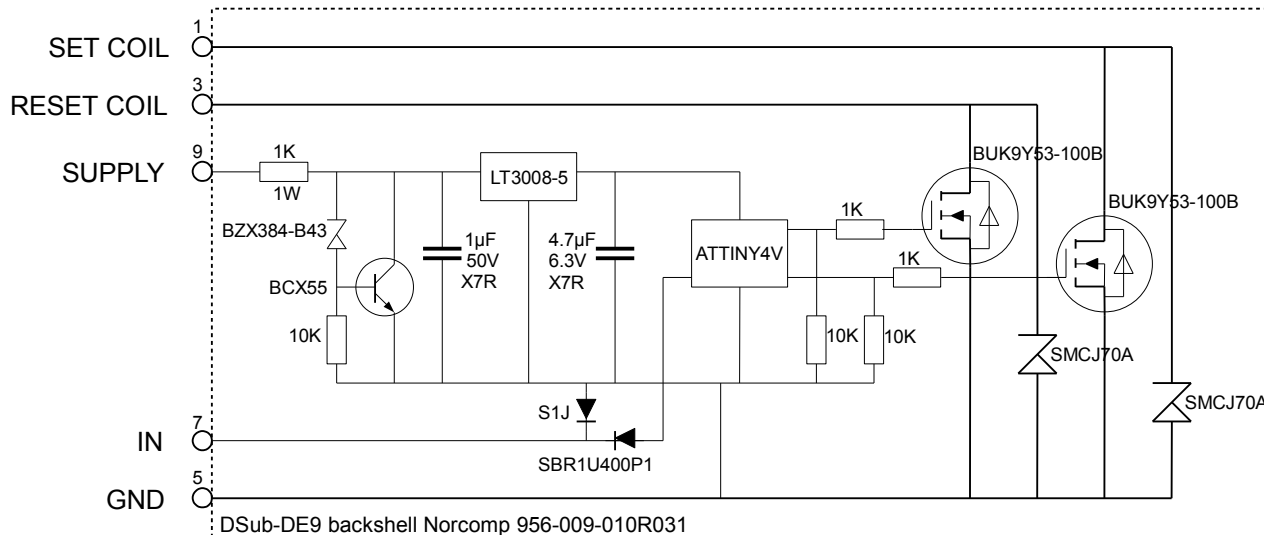 1
SET COIL
3
RESET COIL
9
SUPPLY
1K
1W
LT3008-5
BUK9Y53-100B
BUK9Y53-100B
BZX384-B43
1µF
50V
X7R
4.7µF
6.3V
X7R
ATTINY4V
1K
1K
BCX55
10K
10K
10K
SMCJ70A
SMCJ70A
S1J
7
IN
SBR1U400P1
5
GND
DSub-DE9 backshell Norcomp 956-009-010R031